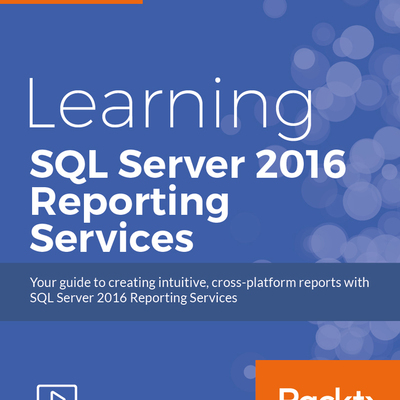 Learning
SQL Server 2016
Reporting
Services
Your guide to creating intuitive, cross-platform reports with
SQL Server 2016 Reporting Services
Packt>